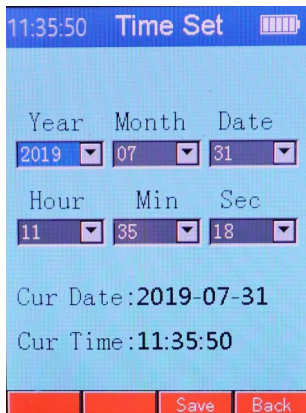 11:35:50 Time Set
Year Month Date
2019 07 31
Hour Min Sec
11 35 18
Cur Date:2019-07-31
Cur Time:11:35:50
Save Back